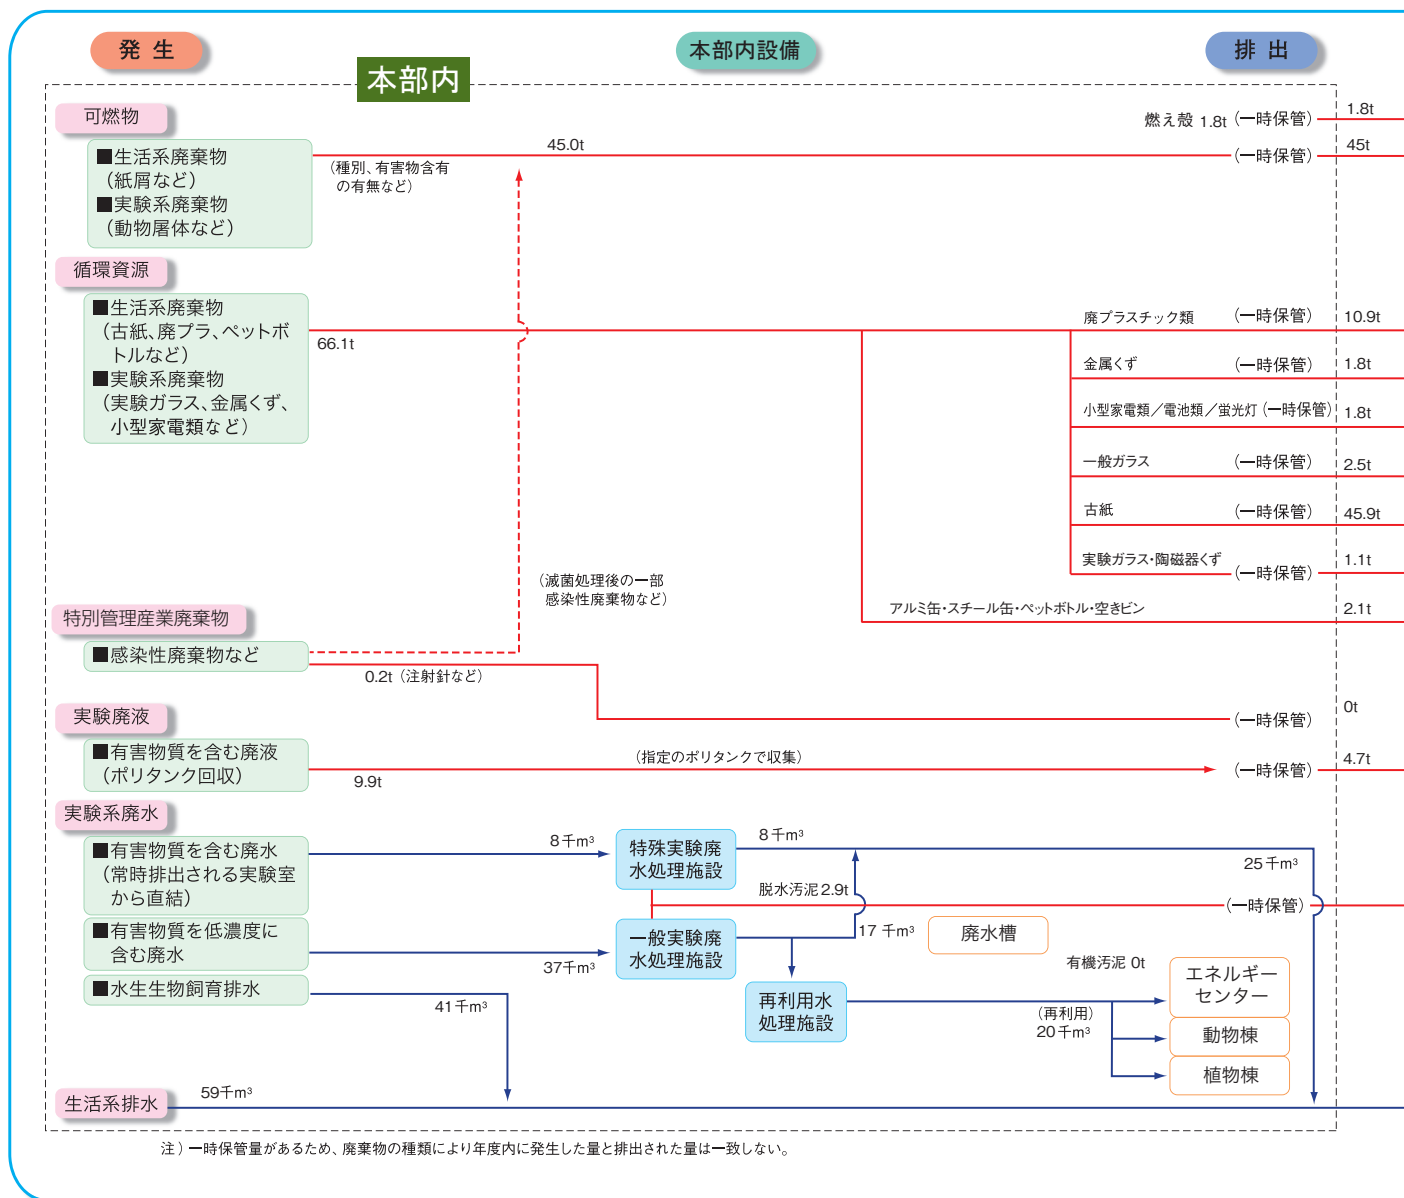 発 生
本部内設備
排 出
本部内
可燃物
燃え殻 1.8t (一時保管)
1.8t
■生活系廃棄物
(紙屑など)
■実験系廃棄物
(動物屠体など)
45.0t
(種別、有害物含有
の有無など)
(一時保管)
45t
循環資源
■生活系廃棄物
(古紙、廃プラ、ペットボ
トルなど)
■実験系廃棄物
(実験ガラス、金属くず、
小型家電類など)
66.1t
廃プラスチック類
(一時保管)
10.9t
金属くず
(一時保管)
1.8t
小型家電類／電池類／蛍光灯 (一時保管)
1.8t
一般ガラス
(一時保管)
2.5t
古紙
(一時保管)
45.9t
実験ガラス・陶磁器くず
(一時保管)
1.1t
アルミ缶・スチール缶・ペットボトル・空きビン
2.1t
(滅菌処理後の一部
感染性廃棄物など)
特別管理産業廃棄物
■感染性廃棄物など
0.2t (注射針など)
(一時保管)
0t
実験廃液
■有害物質を含む廃液
(ポリタンク回収)
9.9t
(指定のポリタンクで収集)
(一時保管)
4.7t
実験系廃水
■有害物質を含む廃水
(常時排出される実験室
から直結)
8千m³
特殊実験廃
水処理施設
8千m³
25千m³
脱水汚泥 2.9t
(一時保管)
■有害物質を低濃度に
含む廃水
37千m³
一般実験廃
水処理施設
17 千m³
廃水槽
■水生生物飼育排水
41千m³
再利用水
処理施設
(再利用)
20千m³
有機汚泥 0t
エネルギー
センター
動物棟
植物棟
生活系排水
59千m³
注）一時保管量があるため、廃棄物の種類により年度内に発生した量と排出された量は一致しない。